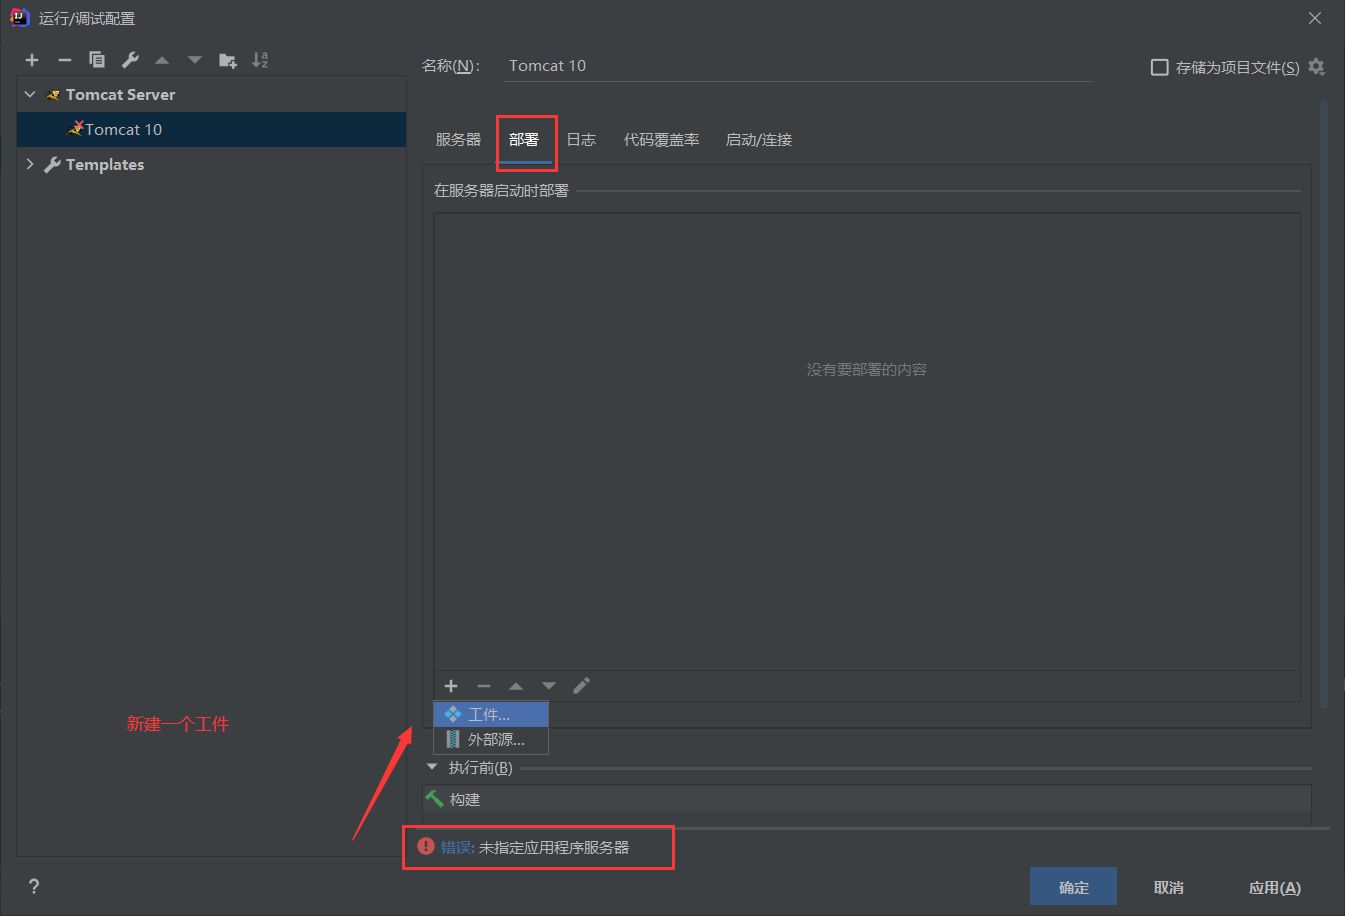 运行/调试配置
名称(N):
Tomcat 10
存储为项目文件(S)
Tomcat Server
Tomcat 10
Templates
服务器
部署
日志
代码覆盖率
启动/连接
在服务器启动时部署
没有要部署的内容
工件...
外部源...
新建一个工件
执行前(B)
构建
错误: 未指定应用程序服务器
?
确定
取消
应用(A)